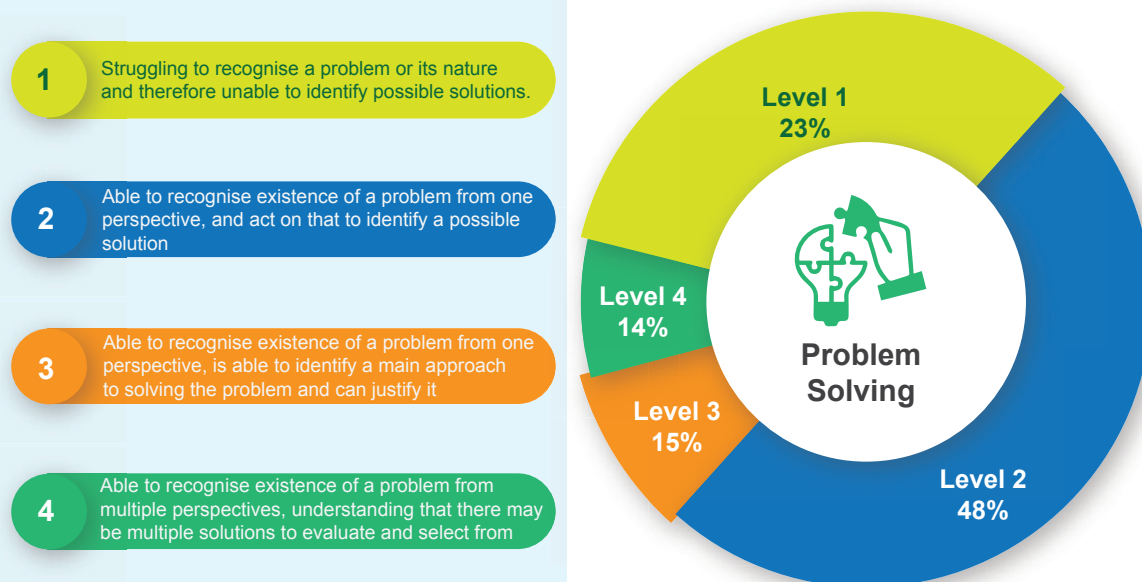 1
Struggling to recognise a problem or its nature
and therefore unable to identify possible solutions.
2
Able to recognise existence of a problem from one
perspective, and act on that to identify a possible
solution
3
Able to recognise existence of a problem from one
perspective, is able to identify a main approach
to solving the problem and can justify it
4
Able to recognise existence of a problem from
multiple perspectives, understanding that there may
be multiple solutions to evaluate and select from
Level 1
23%
Level 4
14%
Level 3
15%
Level 2
48%
Problem
Solving